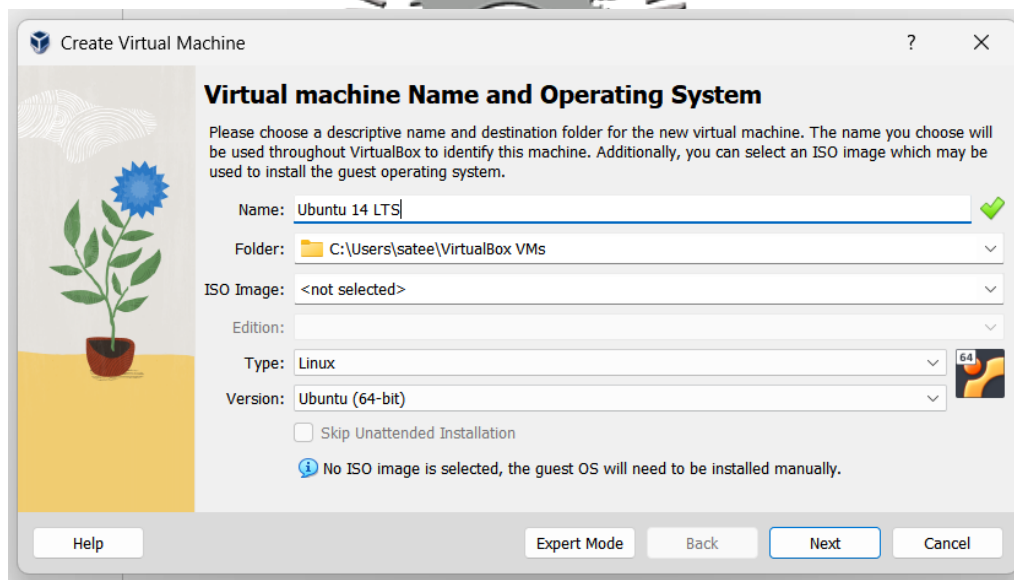 Create Virtual Machine
?
Virtual machine Name and Operating System
Please choose a descriptive name and destination folder for the new virtual machine. The name you choose will
be used throughout VirtualBox to identify this machine. Additionally, you can select an ISO image which may be
used to install the guest operating system.
Name: Ubuntu 14 LTS
Folder: C:\Users\satee\VirtualBox VMs
ISO Image: <not selected>
Edition:
Type: Linux
64
Version: Ubuntu (64-bit)
Skip Unattended Installation
No ISO image is selected, the guest OS will need to be installed manually.
Help Expert Mode Back Next Cancel